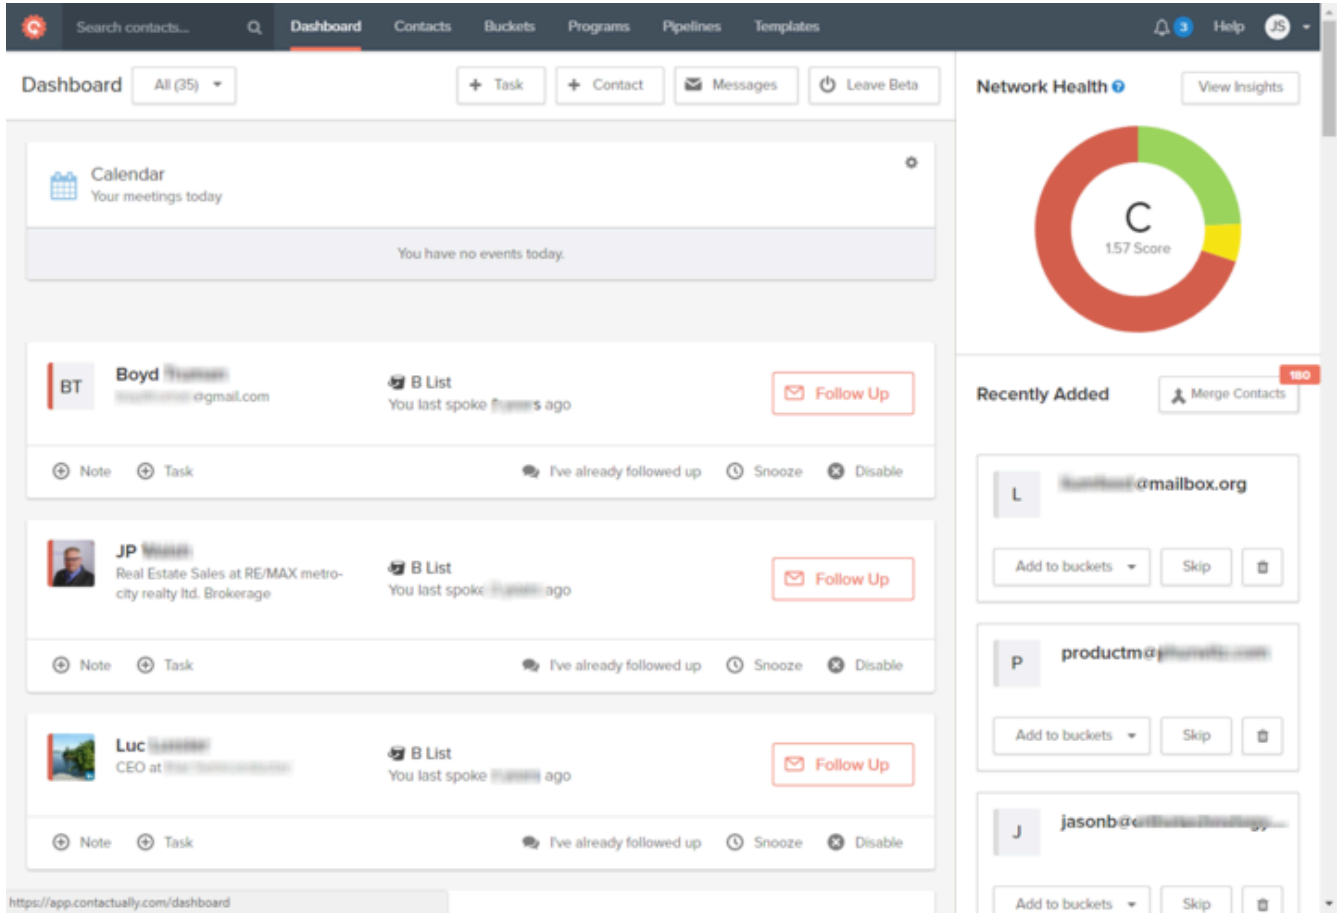 Search contacts...
Dashboard
Contacts
Buckets
Programs
Pipelines
Templates
3
Help
JS
Dashboard
All (35)
+ Task
+ Contact
Messages
Leave Beta
Calendar
Your meetings today
You have no events today.
BT
Boyd
@gmail.com
B List
You last spoke ago
Follow Up
Note
Task
I've already followed up
Snooze
Disable
JP
Real Estate Sales at RE/MAX metro-
city realty ltd. Brokerage
B List
You last spoke ago
Follow Up
Note
Task
I've already followed up
Snooze
Disable
Luc
CEO at
B List
You last spoke ago
Follow Up
Note
Task
I've already followed up
Snooze
Disable
https://app.contactually.com/dashboard
Network Health ?
View Insights
C
1.57 Score
Recently Added
180
Merge Contacts
L
@mailbox.org
Add to buckets
Skip
P
productm@
Add to buckets
Skip
J
jasonb@
Add to buckets
Skip